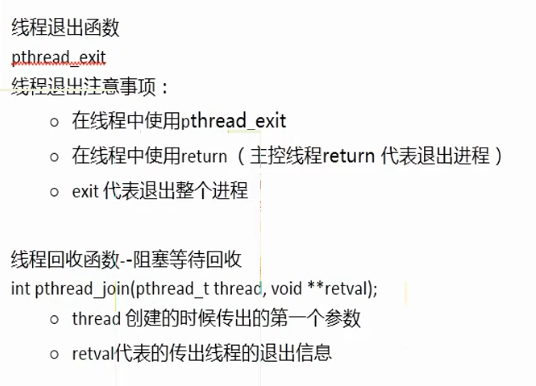 线程退出函数
pthread_exit
线程退出注意事项：
○ 在线程中使用pthread_exit
○ 在线程中使用return（主控线程return 代表退出进程）
○ exit 代表退出整个进程
线程回收函数--阻塞等待回收
int pthread_join(pthread_t thread, void **retval);
○ thread 创建的时候传出的第一个参数
○ retval代表的传出线程的退出信息